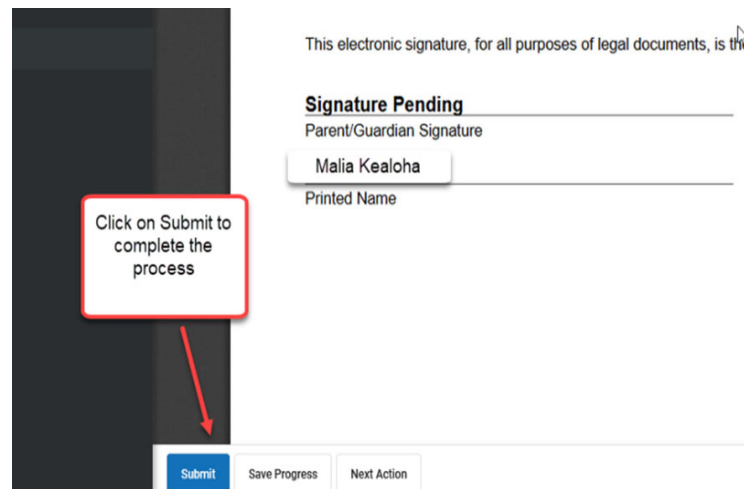 This electronic signature, for all purposes of legal documents, is the
Signature Pending
Parent/Guardian Signature
Malia Kealoha
Printed Name
Click on Submit to
complete the
process
Submit
Save Progress
Next Action